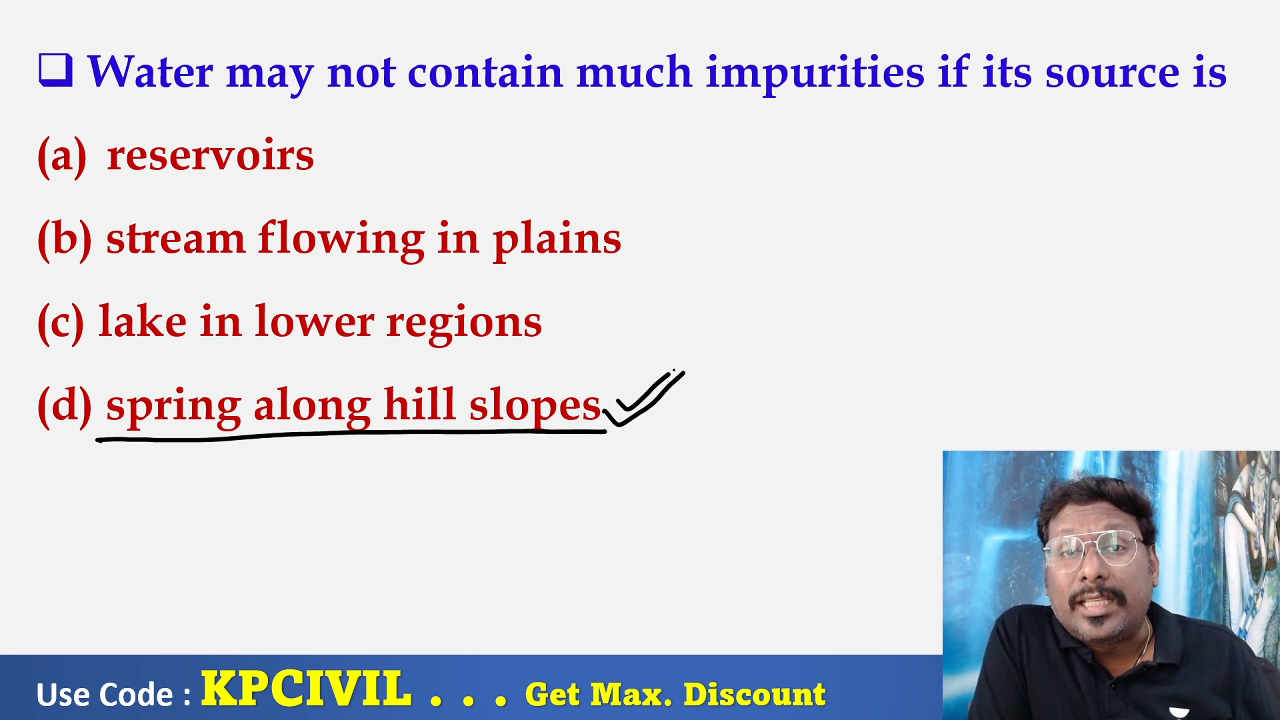 ❑ Water may not contain much impurities if its source is
(a) reservoirs
(b) stream flowing in plains
(c) lake in lower regions
(d) spring along hill slopes
Use Code : KPCIVIL . . . Get Max. Discount